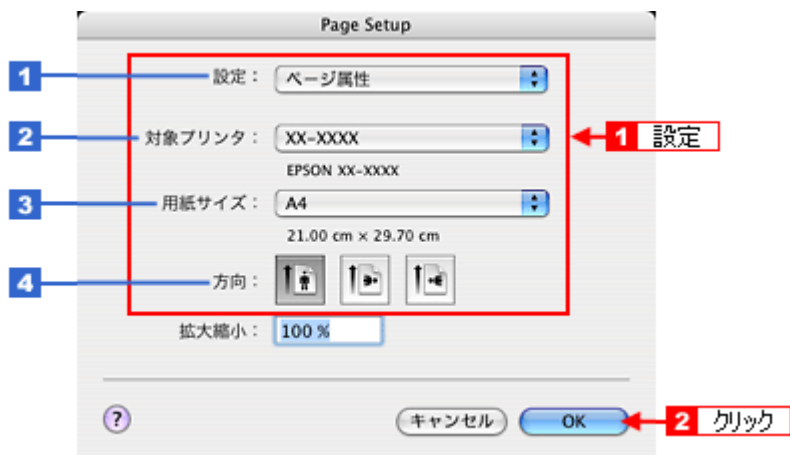 Page Setup
1 設定： ページ属性
2 対象プリンタ： XX-XXXX 1 設定
EPSON XX-XXXX
3 用紙サイズ： A4
21.00 cm × 29.70 cm
4 方向：
拡大縮小： 100 %
? キャンセル OK 2 クリック